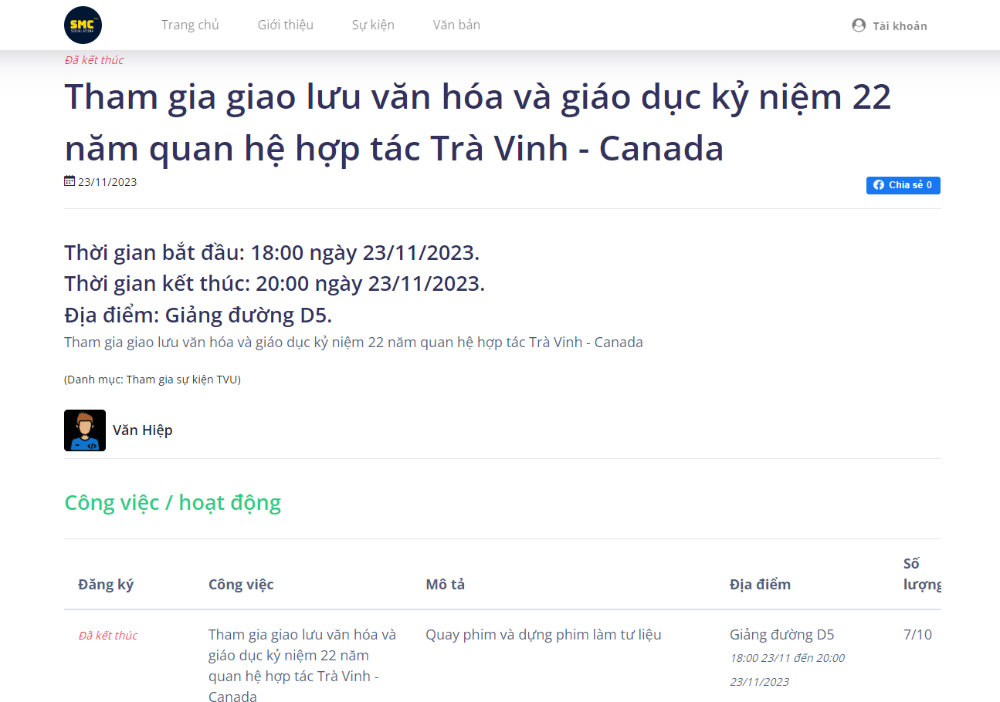 SMC
SOCIAL MEDIA
Trang chủ
Giới thiệu
Sự kiện
Văn bản
Tài khoản
Đã kết thúc
Tham gia giao lưu văn hóa và giáo dục kỷ niệm 22
năm quan hệ hợp tác Trà Vinh - Canada
23/11/2023
Chia sẻ 0
Thời gian bắt đầu: 18:00 ngày 23/11/2023.
Thời gian kết thúc: 20:00 ngày 23/11/2023.
Địa điểm: Giảng đường D5.
Tham gia giao lưu văn hóa và giáo dục kỷ niệm 22 năm quan hệ hợp tác Trà Vinh - Canada
(Danh mục: Tham gia sự kiện TVU)
Văn Hiệp
Công việc / hoạt động
Đăng ký
Công việc
Mô tả
Địa điểm
Số
lượng
Đã kết thúc
Tham gia giao lưu văn hóa và
giáo dục kỷ niệm 22 năm
quan hệ hợp tác Trà Vinh -
Canada
Quay phim và dựng phim làm tư liệu
Giảng đường D5
18:00 23/11 đến 20:00
23/11/2023
7/10